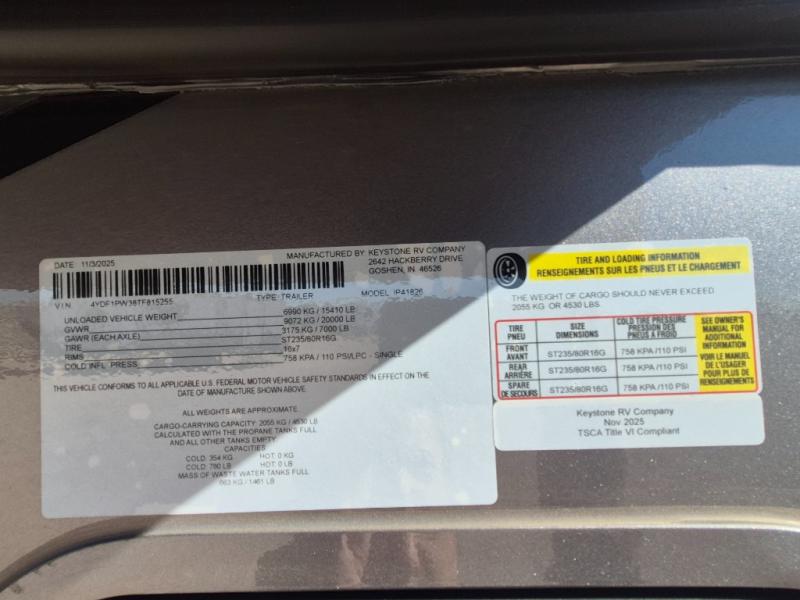 DATE: 11/3/2025
MANUFACTURED BY: KEYSTONE RV COMPANY
2642 HACKBERRY DRIVE
GOSHEN, IN. 46526
V I N 4YDF1PW38TF815255 TYPE: TRAILER MODEL: IP41826
UNLOADED VEHICLE WEIGHT 6990 KG / 15410 LB
GVWR 9072 KG / 20000 LB
GAWR (EACH AXLE) 3175 KG / 7000 LB
TIRE ST235/80R16G
RIMS 16x7
COLD INFL. PRESS 758 KPA / 110 PSI/LPC - SINGLE
THIS VEHICLE CONFORMS TO ALL APPLICABLE U.S. FEDERAL MOTOR VEHICLE SAFETY STANDARDS IN EFFECT ON THE
DATE OF MANUFACTURE SHOWN ABOVE.
ALL WEIGHTS ARE APPROXIMATE
CARGO-CARRYING CAPACITY: 2055 KG / 4530 LB
CALCULATED WITH THE PROPANE TANKS FULL
AND ALL OTHER TANKS EMPTY.
CAPACITIES
COLD: 354 KG HOT: 0 KG
COLD: 780 LB HOT: 0 LB
MASS OF WASTE WATER TANKS FULL
663 KG / 1461 LB
TIRE AND LOADING INFORMATION
RENSEIGNEMENTS SUR LES PNEUS ET LE CHARGEMENT
THE WEIGHT OF CARGO SHOULD NEVER EXCEED
2055 KG OR 4530 LBS.
TIRE
PNEU
SIZE
DIMENSIONS
COLD TIRE PRESSURE
PRESSION DES
PNEUS A FROID
FRONT
AVANT
ST235/80R16G 758 KPA /110 PSI
REAR
ARRIÈRE
ST235/80R16G 758 KPA /110 PSI
SPARE
DE SECOURS
ST235/80R16G 758 KPA /110 PSI
SEE OWNER'S
MANUAL FOR
ADDITIONAL
INFORMATION
VOIR LE MANUEL
DE L'USAGER
POUR PLUS DE
RENSEIGNEMENTS
Keystone RV Company
Nov 2025
TSCA Title VI Compliant